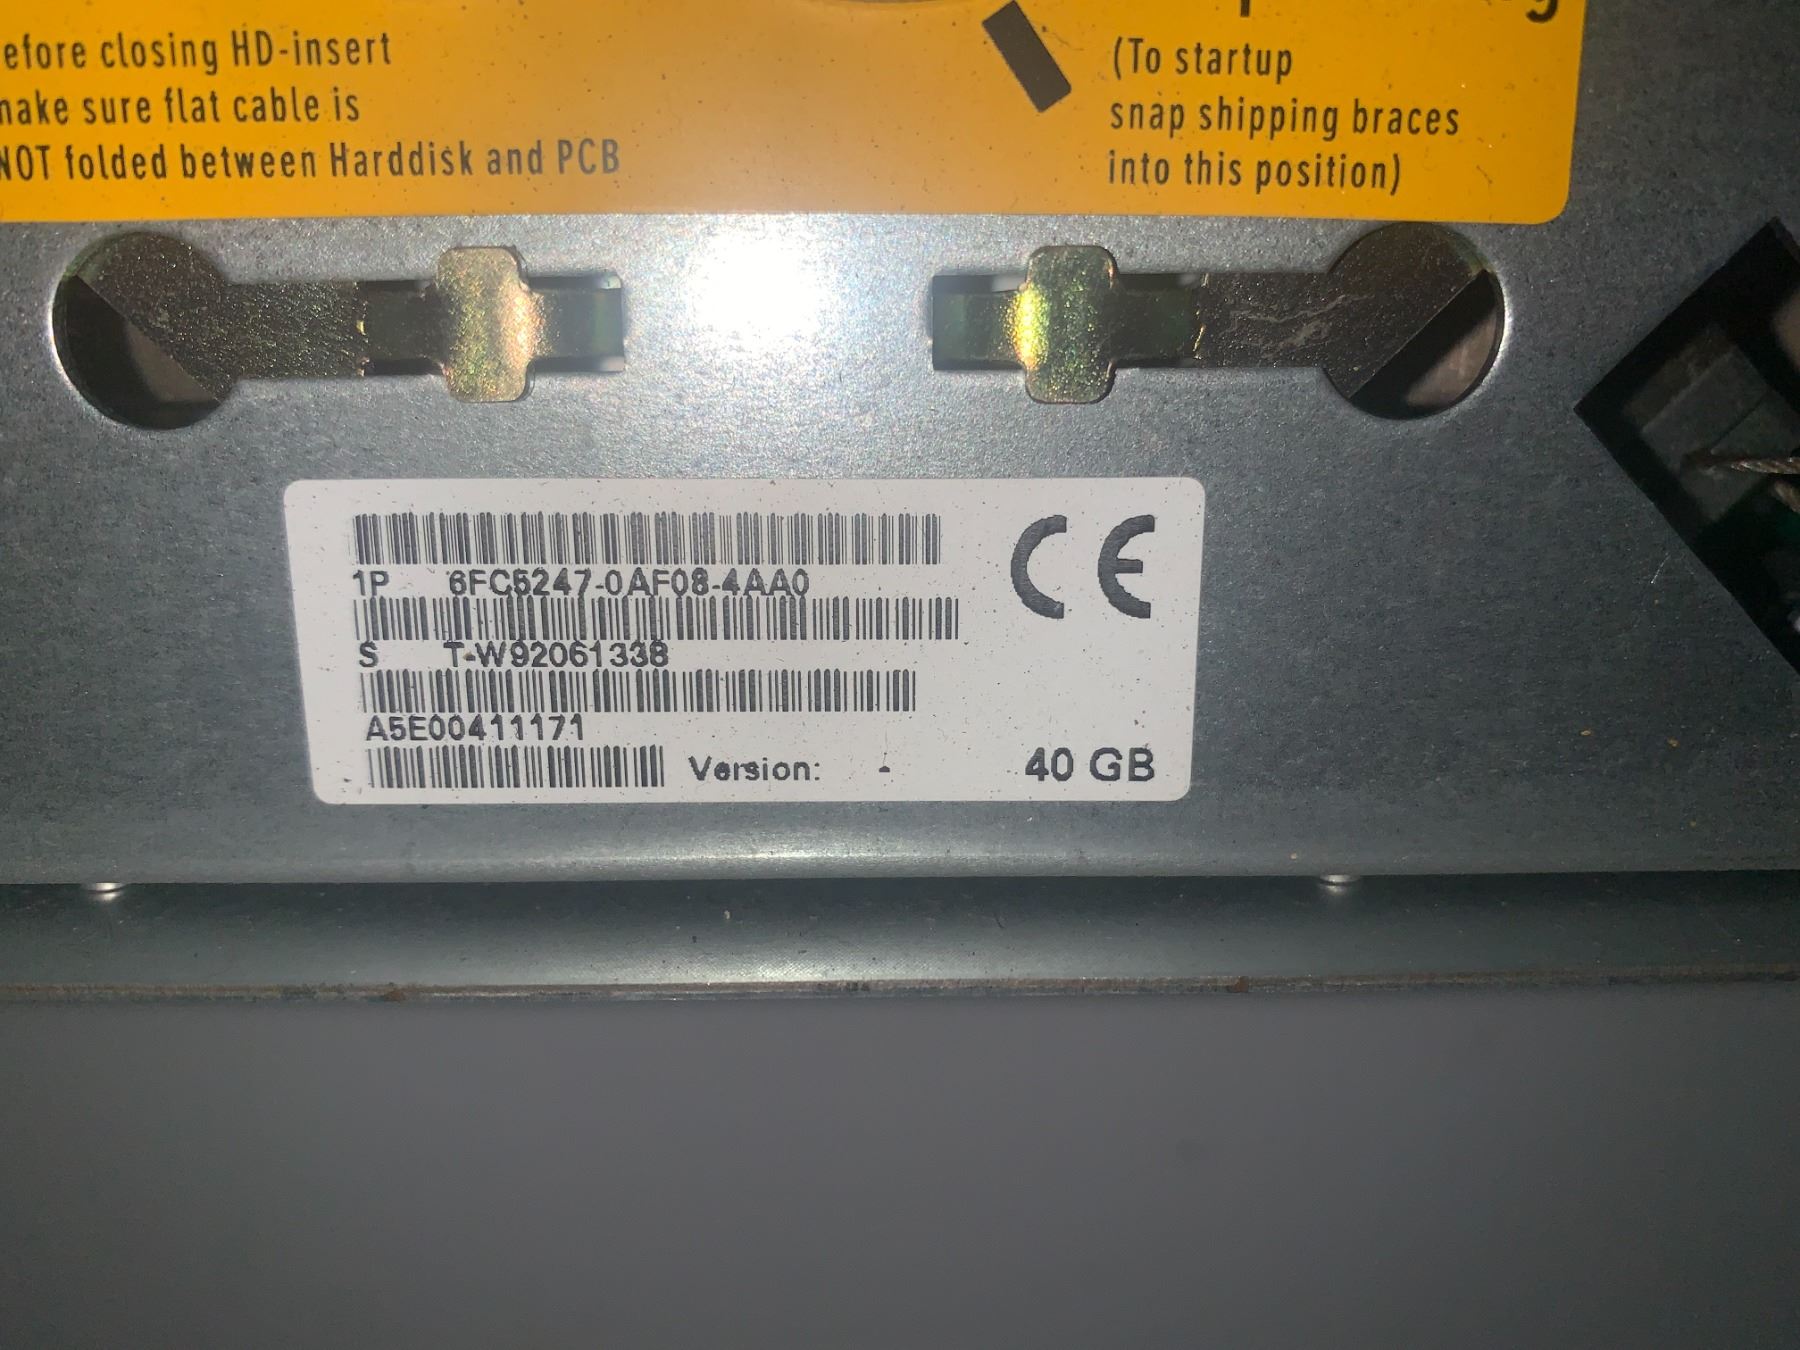 efore closing HD-insert
make sure flat cable is
NOT folded between Harddisk and PCB
(To startup
snap shipping braces
into this position)
1P 6FC5247-0AF08-4AA0
S T-W92061338
A5E00411171
Version: -
40 GB
CE